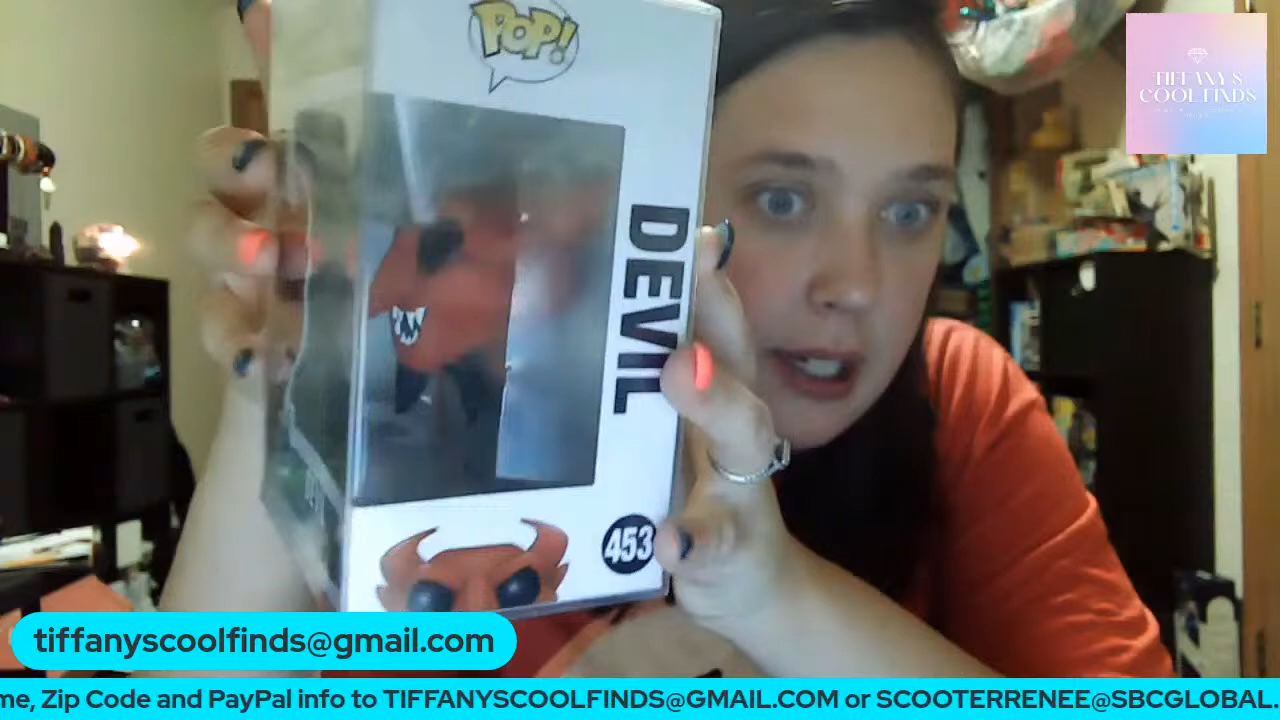 POP!
TIFFANY'S
COOL FINDS
DEVIL
453
tiffanyscoolfinds@gmail.com
me, Zip Code and PayPal info to TIFFANYSCOOLFINDS@GMAIL.COM or SCOOTERRENEE@SBCGLOBAL.